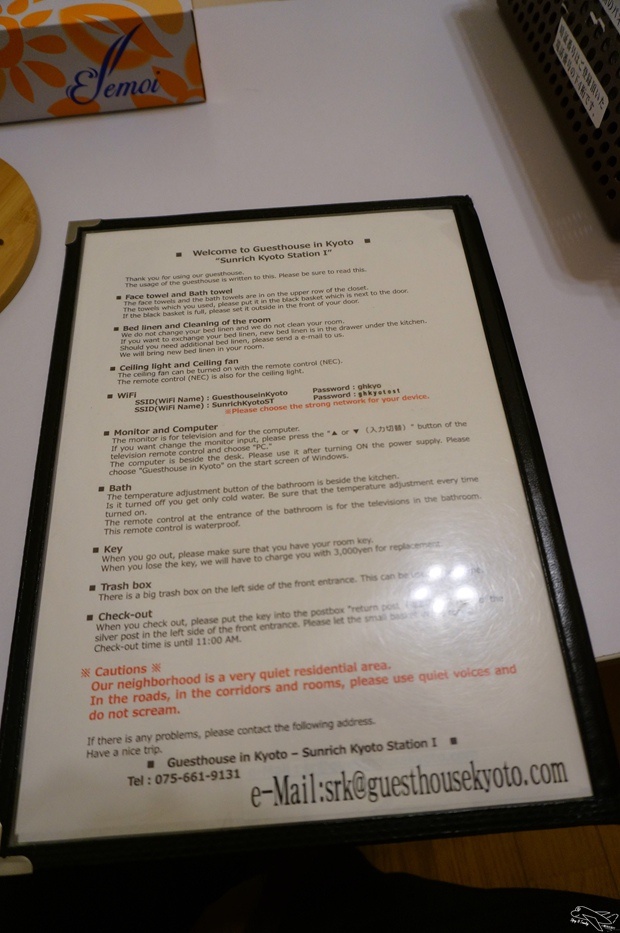 Elemoi
■ Welcome to Guesthouse in Kyoto ■
"Sunrich Kyoto Station I"
Thank you for using our guesthouse.
The usage of the guesthouse is written to this. Please be sure to read this.
■ Face towel and Bath towel
The face towels and the bath towels are in on the upper row of the closet.
The towels which you used, please put it in the black basket which is next to the door.
If the black basket is full, please set it outside in the front of your door.
■ Bed linen and Cleaning of the room
We do not change your bed linen and we do not clean your room.
If you want to exchange your bed linen, new bed linen is in the drawer under the kitchen.
Should you need additional bed linen, please send a e-mail to us.
We will bring new bed linen in your room.
■ Ceiling light and Ceiling fan
The ceiling fan can be turned on with the remote control (NEC).
The remote control (NEC) is also for the ceiling light.
■ WiFi
SSID(WiFi Name) : GuesthouseinKyoto Password : ghkyo
SSID(WiFi Name) : SunrichKyotoST Password : ghkyotost
※Please choose the strong network for your device.
■ Monitor and Computer
The monitor is for television and for the computer.
If you want change the monitor input, please press the "▲ or ▼ (入力切替) " button of the
television remote control and choose "PC."
The computer is beside the desk. Please use it after turning ON the power supply. Please
choose "Guesthouse in Kyoto" on the start screen of Windows.
■ Bath
The temperature adjustment button of the bathroom is beside the kitchen.
Is it turned off you get only cold water. Be sure that the temperature adjustment every time
turned on.
The remote control at the entrance of the bathroom is for the televisions in the bathroom.
This remote control is waterproof.
■ Key
When you go out, please make sure that you have your room key.
When you lose the key, we will have to charge you with 3,000yen for replacement.
■ Trash box
There is a big trash box on the left side of the front entrance. This can be
■ Check-out
When you check out, please put the key into the postbox "return post. the
silver post in the left side of the front entrance. Please let the small
Check-out time is until 11:00 AM.
※ Cautions ※
Our neighborhood is a very quiet residential area.
In the roads, in the corridors and rooms, please use quiet voices and
do not scream.
If there is any problems, please contact the following address.
Have a nice trip.
■ Guesthouse in Kyoto – Sunrich Kyoto Station I ■
Tel : 075-661-9131
e-Mail:srk@guesthousekyoto.com